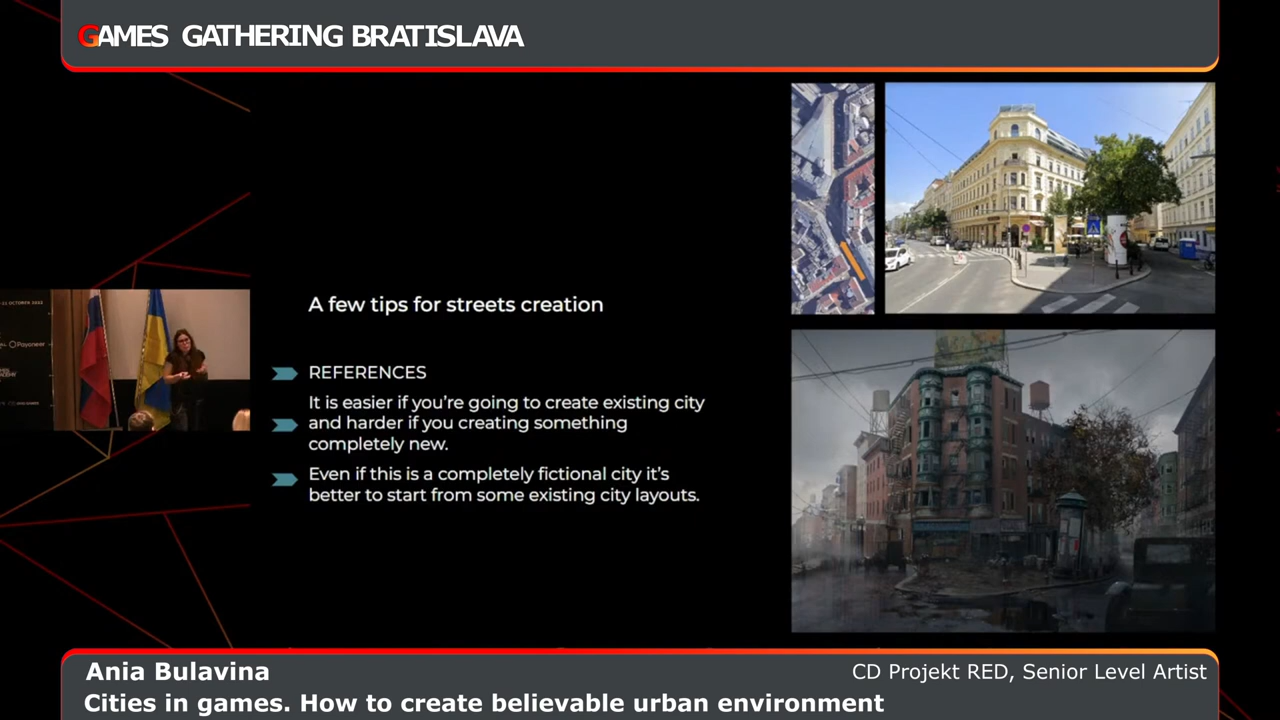 GAMES GATHERING BRATISLAVA
A few tips for streets creation
REFERENCES
It is easier if you’re going to create existing city
and harder if you creating something
completely new.
Even if this is a completely fictional city it’s
better to start from some existing city layouts.
Payoneer
Ania Bulavina
CD Projekt RED, Senior Level Artist
Cities in games. How to create believable urban environment